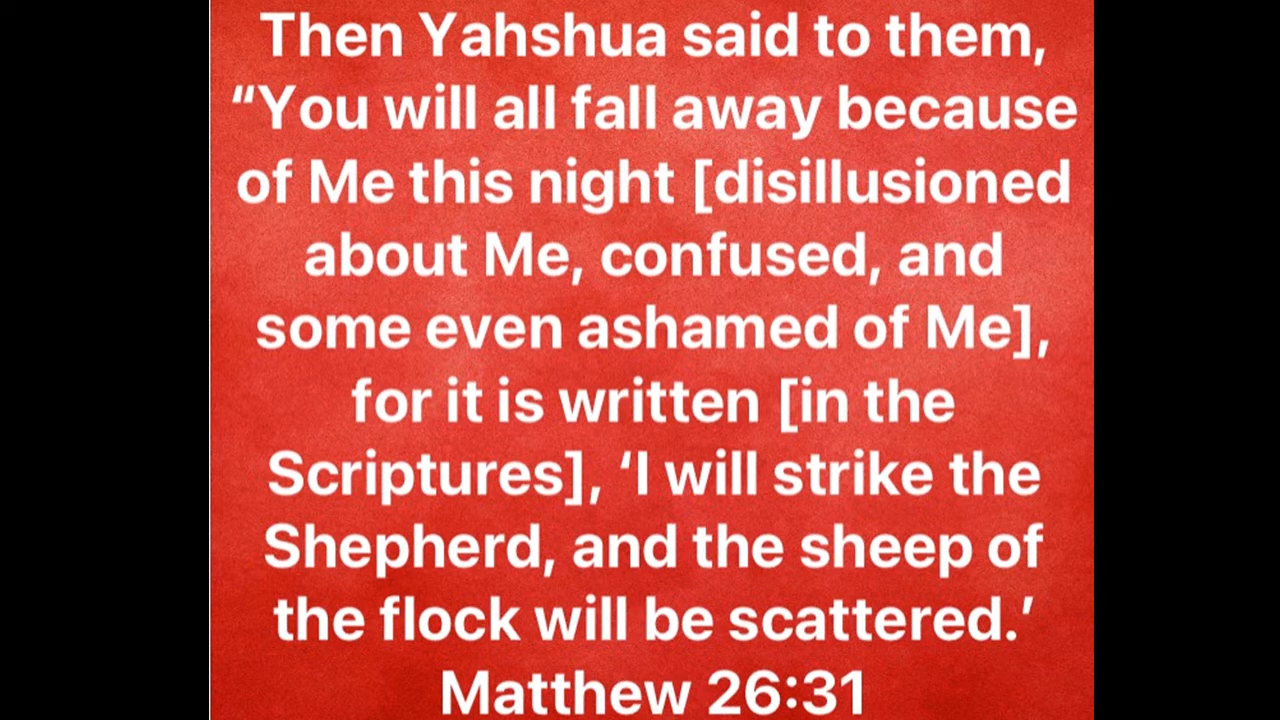 Then Yahshua said to them,
“You will all fall away because
of Me this night [disillusioned
about Me, confused, and
some even ashamed of Me],
for it is written [in the
Scriptures], ‘I will strike the
Shepherd, and the sheep of
the flock will be scattered.’
Matthew 26:31